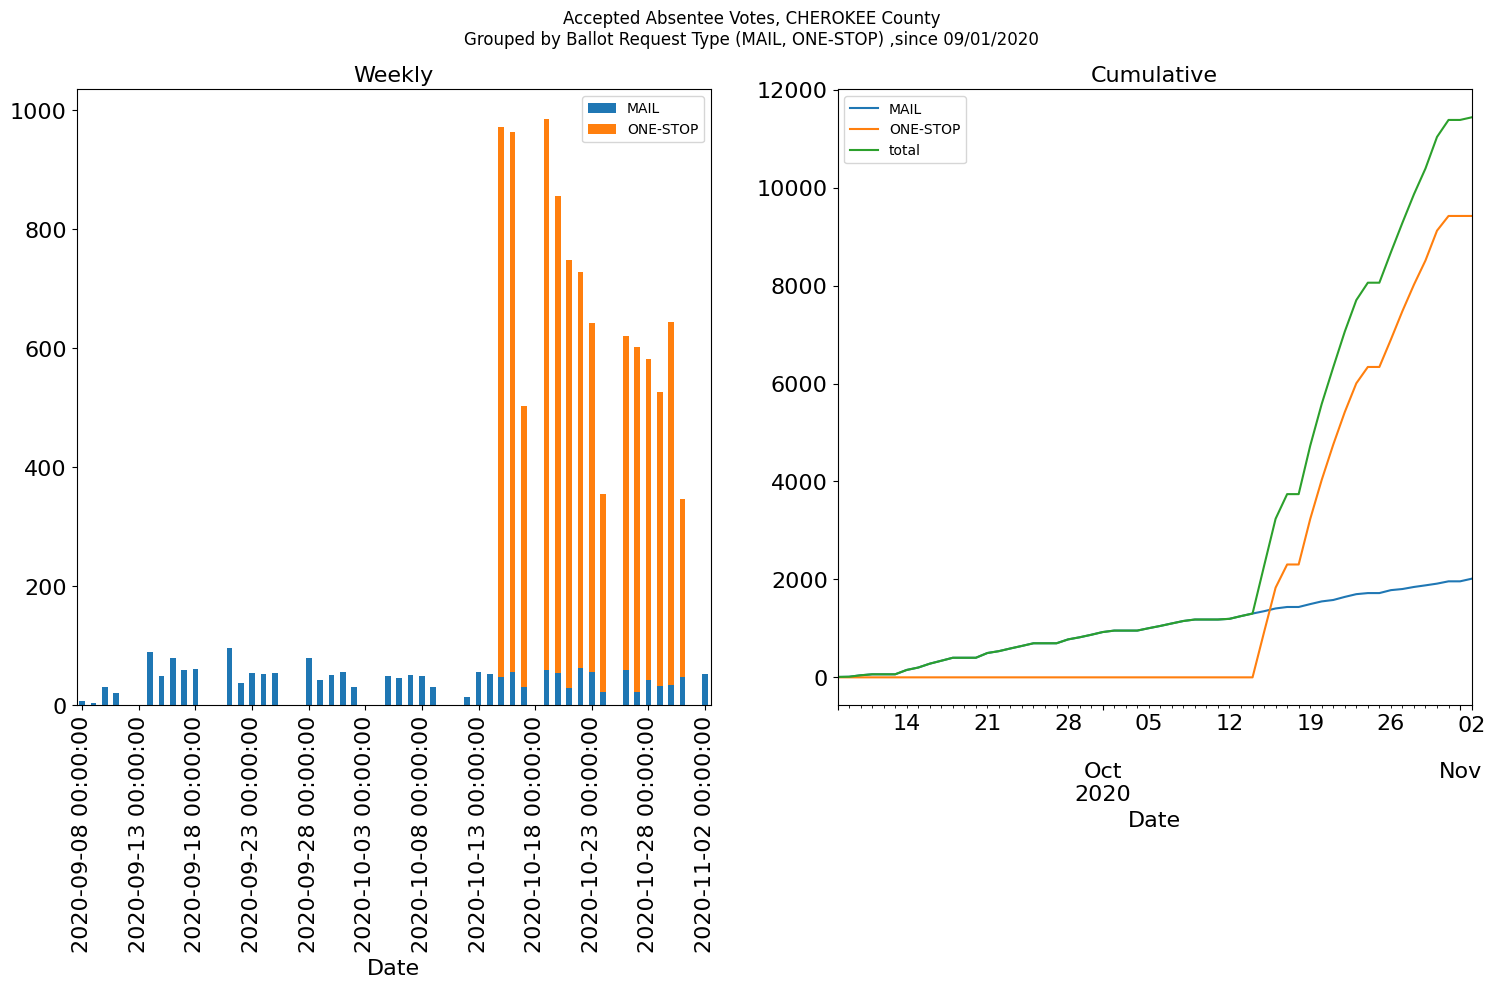 Accepted Absentee Votes, CHEROKEE County
Grouped by Ballot Request Type (MAIL, ONE-STOP) ,since 09/01/2020
Weekly
1000
800
600
400
200
0
MAIL
ONE-STOP
2020-09-08 00:00:00
2020-09-13 00:00:00
2020-09-18 00:00:00
2020-09-23 00:00:00
2020-09-28 00:00:00
2020-10-03 00:00:00
2020-10-08 00:00:00
2020-10-13 00:00:00
2020-10-18 00:00:00
2020-10-23 00:00:00
2020-10-28 00:00:00
2020-11-02 00:00:00
Date
Cumulative
12000
10000
8000
6000
4000
2000
0
MAIL
ONE-STOP
total
14 21 28 05 12 19 26 02
Oct Nov
2020
Date